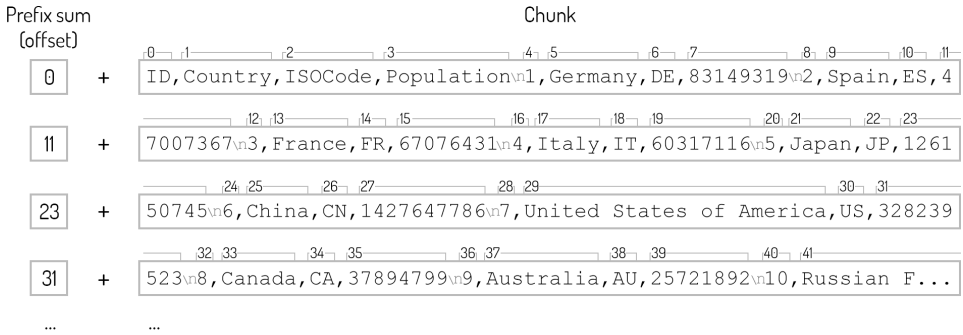 Prefix sum
(offset)
Chunk
0 1 2 3 4 5 6 7 8 9 10 11
0 + ID,Country,ISOCode,Population\n1,Germany,DE,83149319\n2,Spain,ES,4
12 13 14 15 16 17 18 19 20 21 22 23
11 + 7007367\n3,France,FR,67076431\n4,Italy,IT,60317116\n5,Japan,JP,1261
24 25 26 27 28 29 30 31
23 + 50745\n6,China,CN,1427647786\n7,United States of America,US,328239
32 33 34 35 36 37 38 39 40 41
31 + 523\n8,Canada,CA,37894799\n9,Australia,AU,25721892\n10,Russian F...
... ...